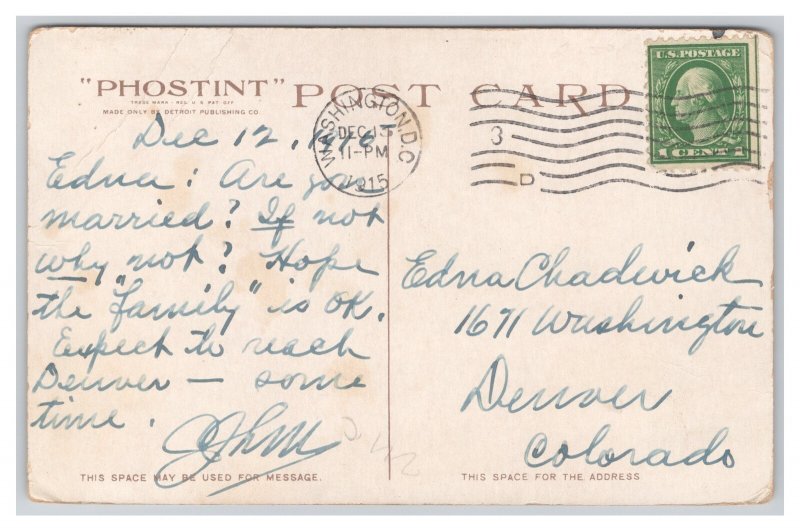 "PHOSTINT" POST CARD
TRADE MARK - REG. U S PAT. OFF
MADE ONLY BY DETROIT PUBLISHING CO.
U.S. POSTAGE
1 CENT 1
WASHINGTON, D.C.
DEC 13
11-PM
1915
3
D
Dec 12, 
Edna: Are you
married? If not
why not? Hope
the "family" is OK.
Expect to reach
Denver — some
time.
Edna Chadwick
1671 Washington
Denver
Colorado
THIS SPACE MAY BE USED FOR MESSAGE.
THIS SPACE FOR THE ADDRESS